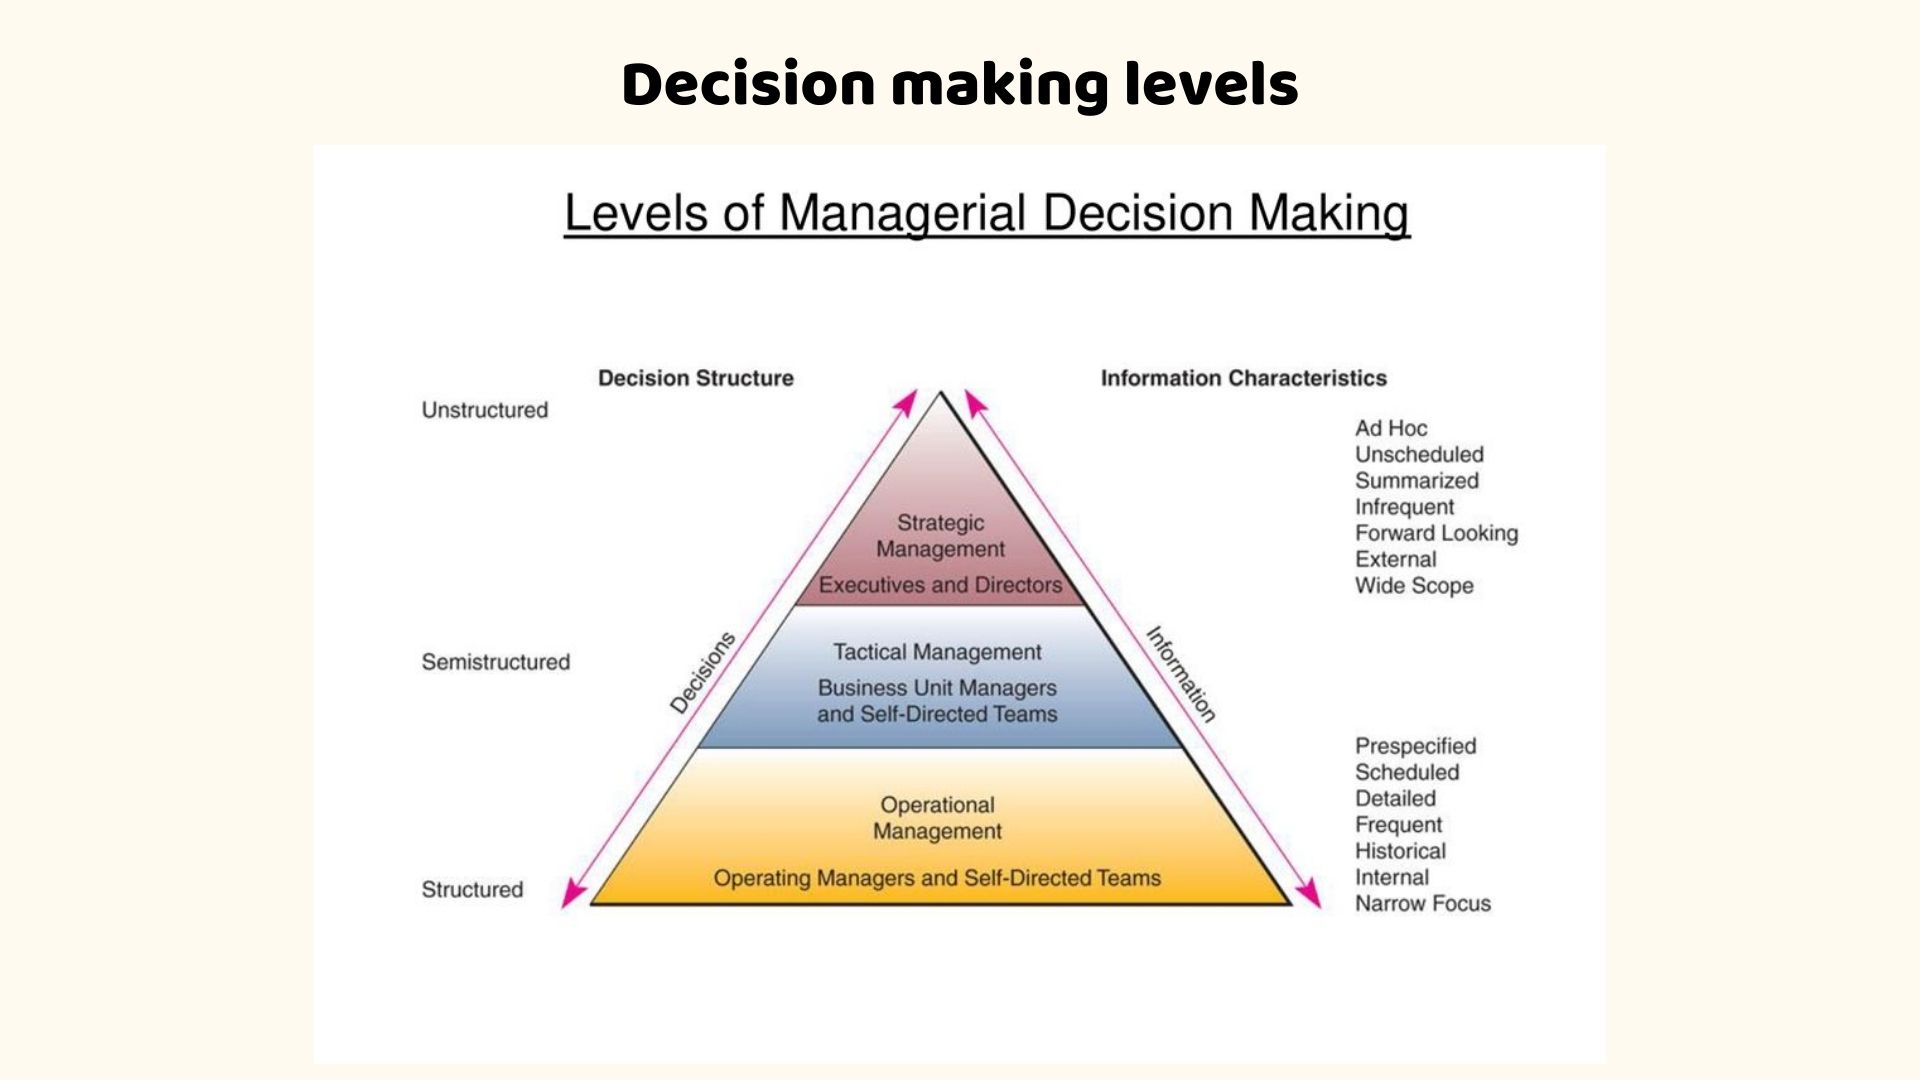 Decision making levels
Levels of Managerial Decision Making
Decision Structure
Information Characteristics
Unstructured
Semistructured
Structured
Decisions
Strategic
Management
Executives and Directors
Tactical Management
Business Unit Managers
and Self-Directed Teams
Operational
Management
Operating Managers and Self-Directed Teams
Information
Ad Hoc
Unscheduled
Summarized
Infrequent
Forward Looking
External
Wide Scope
Prespecified
Scheduled
Detailed
Frequent
Historical
Internal
Narrow Focus